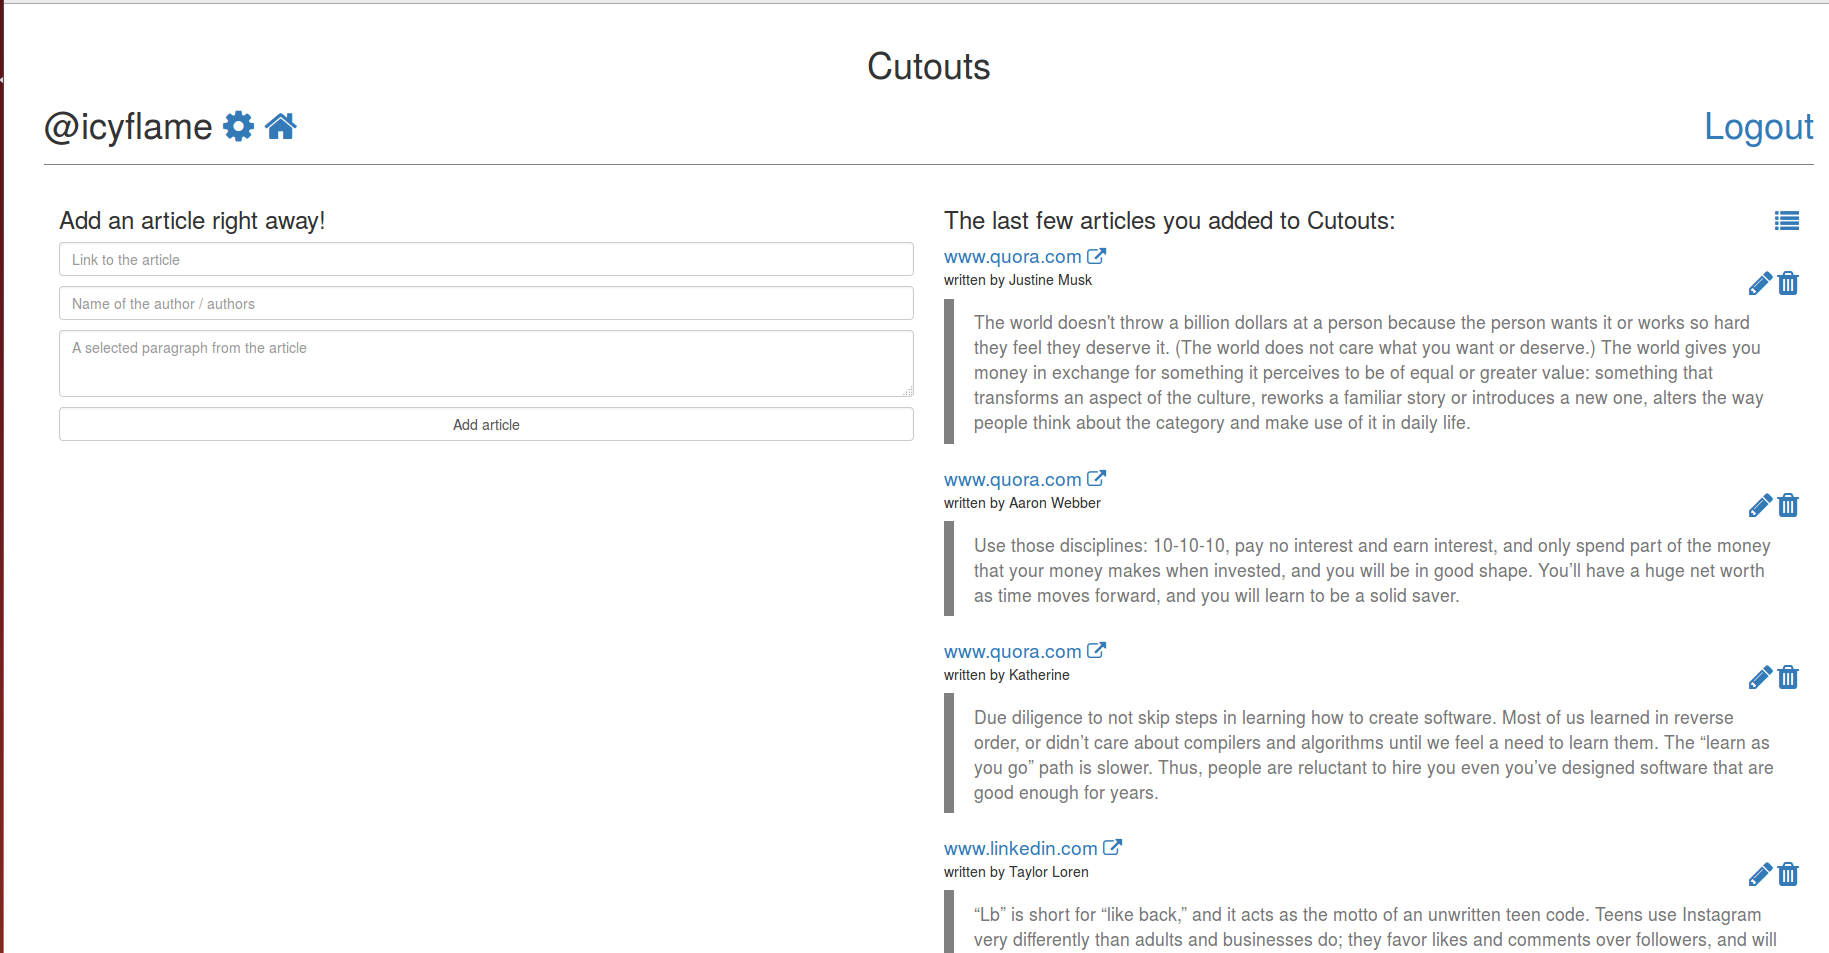 Cutouts
@icyflame
Logout
Add an article right away!
Link to the article
Name of the author / authors
A selected paragraph from the article
Add article
The last few articles you added to Cutouts:
www.quora.com
written by Justine Musk
The world doesn't throw a billion dollars at a person because the person wants it or works so hard
they feel they deserve it. (The world does not care what you want or deserve.) The world gives you
money in exchange for something it perceives to be of equal or greater value: something that
transforms an aspect of the culture, reworks a familiar story or introduces a new one, alters the way
people think about the category and make use of it in daily life.
www.quora.com
written by Aaron Webber
Use those disciplines: 10-10-10, pay no interest and earn interest, and only spend part of the money
that your money makes when invested, and you will be in good shape. You’ll have a huge net worth
as time moves forward, and you will learn to be a solid saver.
www.quora.com
written by Katherine
Due diligence to not skip steps in learning how to create software. Most of us learned in reverse
order, or didn’t care about compilers and algorithms until we feel a need to learn them. The “learn as
you go” path is slower. Thus, people are reluctant to hire you even you’ve designed software that are
good enough for years.
www.linkedin.com
written by Taylor Loren
“Lb” is short for “like back,” and it acts as the motto of an unwritten teen code. Teens use Instagram
very differently than adults and businesses do; they favor likes and comments over followers, and will